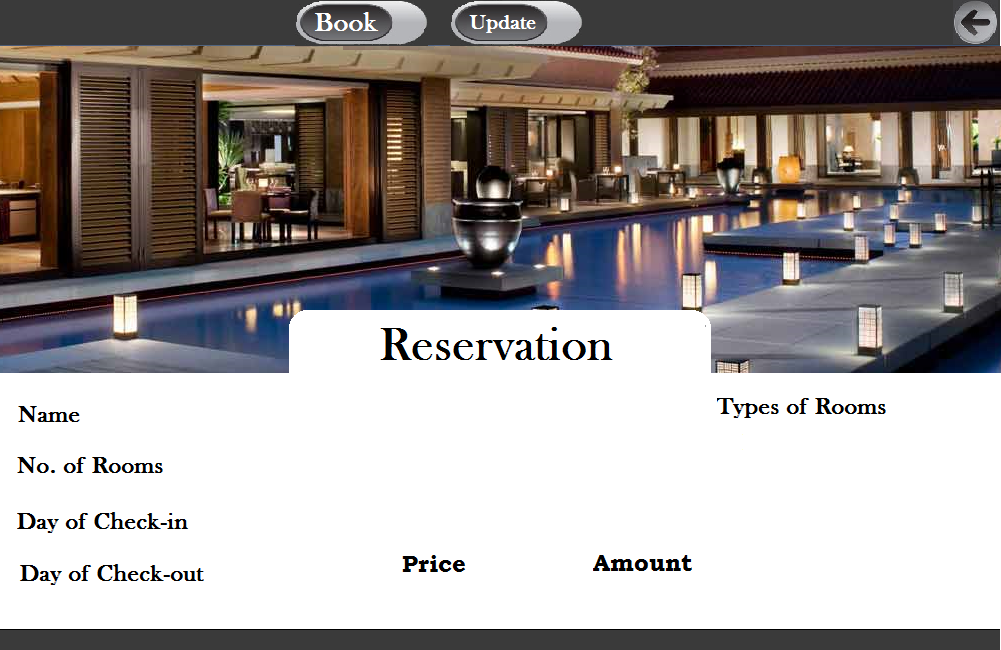 Book
Update
Reservation
Name
Types of Rooms
No. of Rooms
Day of Check-in
Day of Check-out
Price
Amount